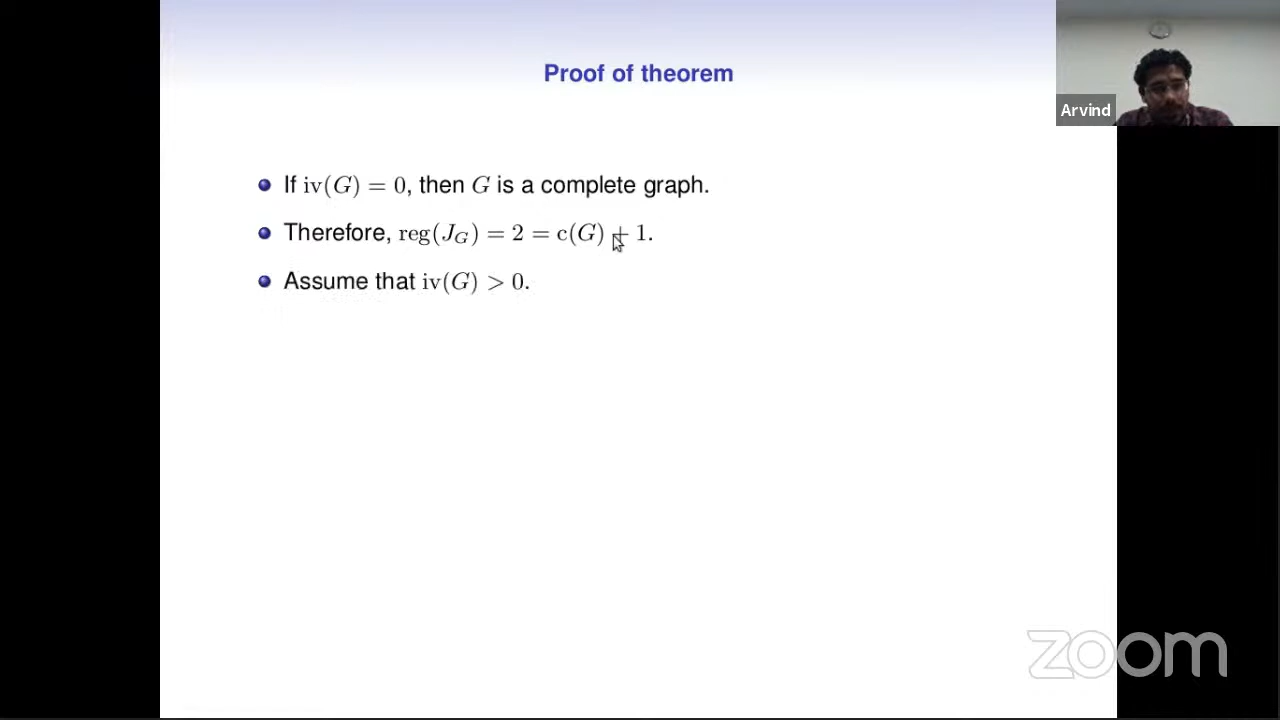 Proof of theorem
Arvind
If iv(G) = 0, then G is a complete graph.
Therefore, reg(J_G) = 2 = c(G) + 1.
Assume that iv(G) > 0.
zoom